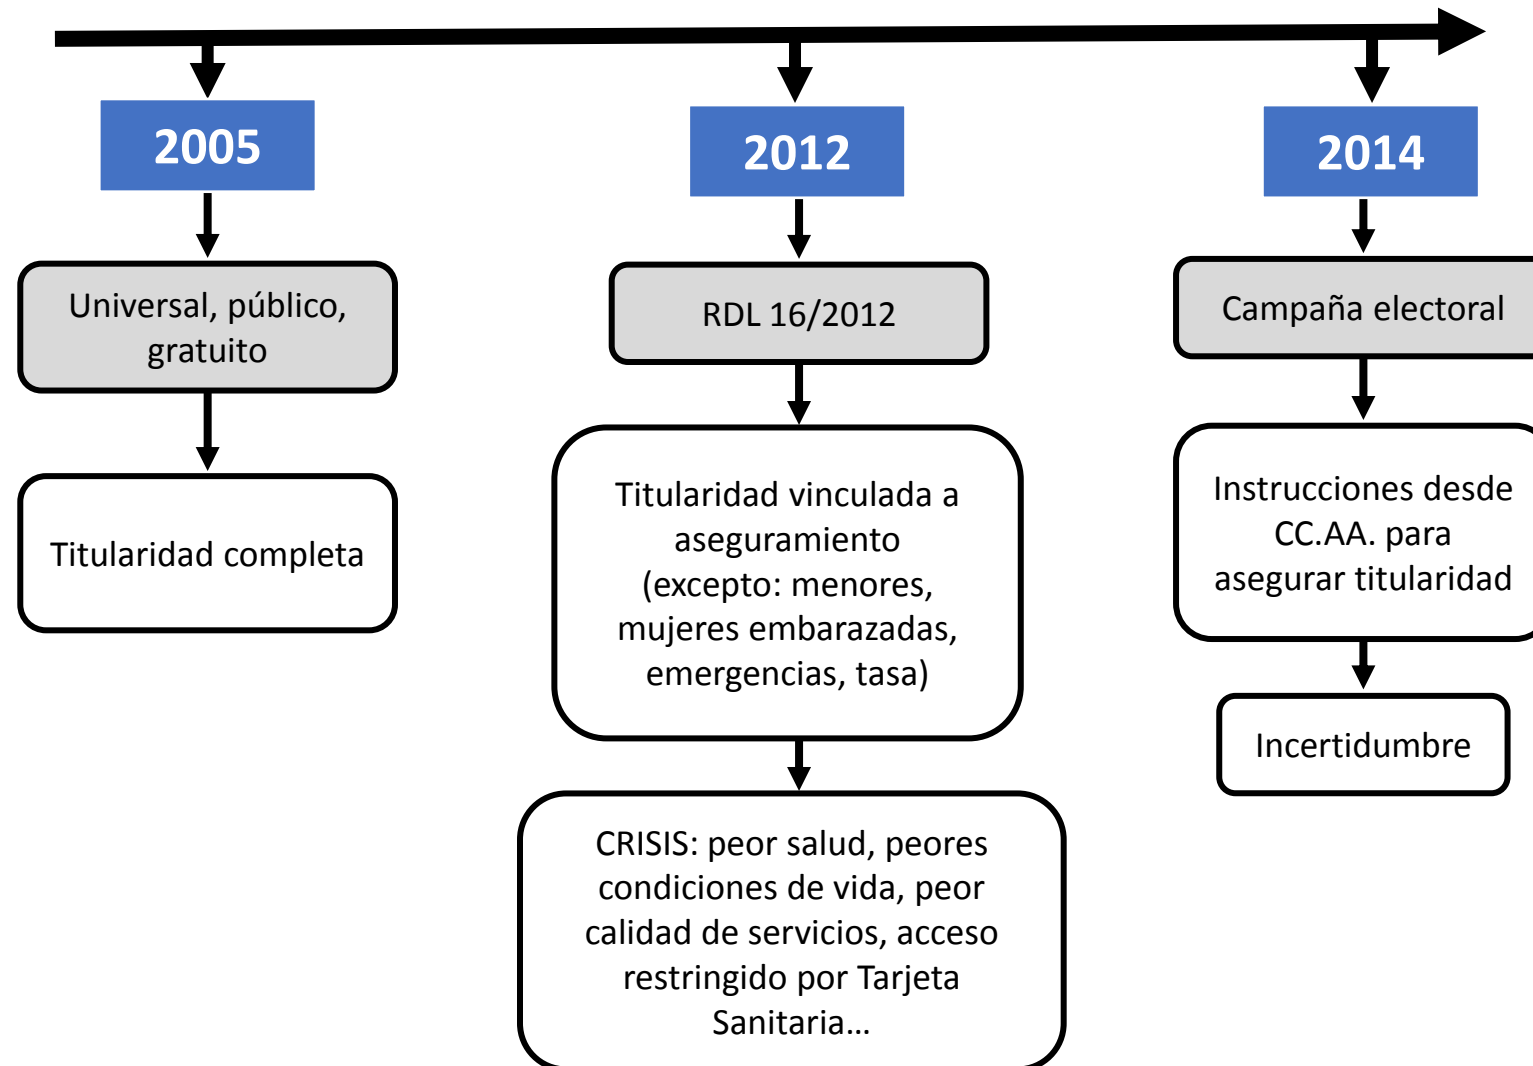 2005
Universal, público,
gratuito
Titularidad completa
2012
RDL 16/2012
Titularidad vinculada a
aseguramiento
(excepto: menores,
mujeres embarazadas,
emergencias, tasa)
CRISIS: peor salud, peores
condiciones de vida, peor
calidad de servicios, acceso
restringido por Tarjeta
Sanitaria…
2014
Campaña electoral
Instrucciones desde
CC.AA. para
asegurar titularidad
Incertidumbre